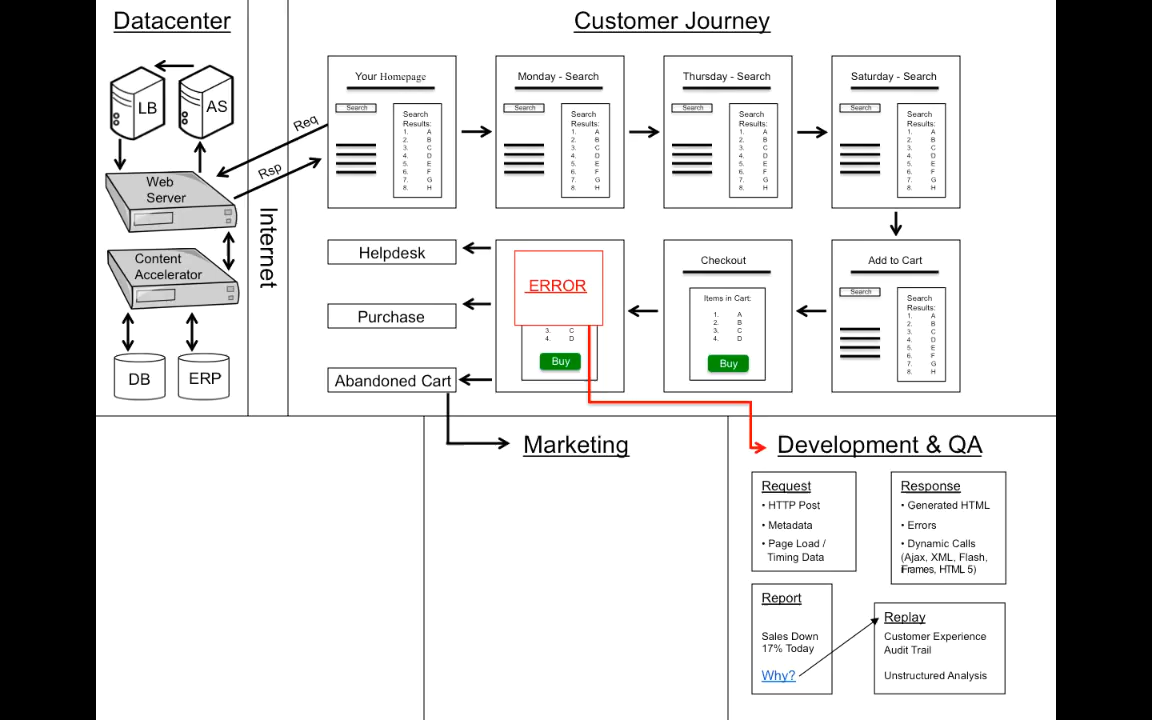 Datacenter
Customer Journey
LB
AS
Web
Server
Content
Accelerator
DB
ERP
Internet
Req
Rsp
Your Homepage
Search
Search
Results:
1. A
2. B
3. C
4. D
5. E
6. F
7. G
8. H
Monday - Search
Search
Search
Results:
1. A
2. B
3. C
4. D
5. E
6. F
7. G
8. H
Thursday - Search
Search
Search
Results:
1. A
2. B
3. C
4. D
5. E
6. F
7. G
8. H
Saturday - Search
Search
Search
Results:
1. A
2. B
3. C
4. D
5. E
6. F
7. G
8. H
Helpdesk
Purchase
Abandoned Cart
ERROR
3. C
4. D
Buy
Checkout
Items in Cart:
1. A
2. B
3. C
4. D
Buy
Add to Cart
Search
Search
Results:
1. A
2. B
3. C
4. D
5. E
6. F
7. G
8. H
Marketing
Development & QA
Request
• HTTP Post
• Metadata
• Page Load /
Timing Data
Response
• Generated HTML
• Errors
• Dynamic Calls
(Ajax, XML, Flash,
iFrames, HTML 5)
Report
Sales Down
17% Today
Why?
Replay
Customer Experience
Audit Trail
Unstructured Analysis